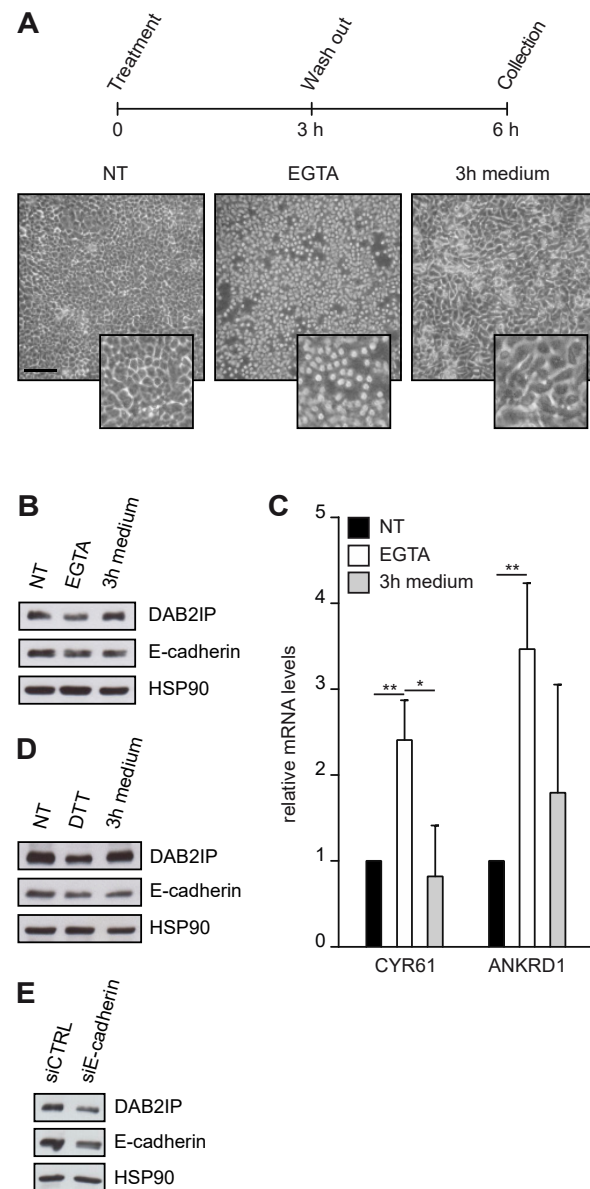 A
Treatment
Wash out
Collection
0
3 h
6 h
NT
EGTA
3h medium
B
NT
EGTA
3h medium
DAB2IP
E-cadherin
HSP90
C
NT
EGTA
3h medium
relative mRNA levels
5
4
3
2
1
0
**
*
**
CYR61
ANKRD1
D
NT
DTT
3h medium
DAB2IP
E-cadherin
HSP90
E
siCTRL
siE-cadherin
DAB2IP
E-cadherin
HSP90